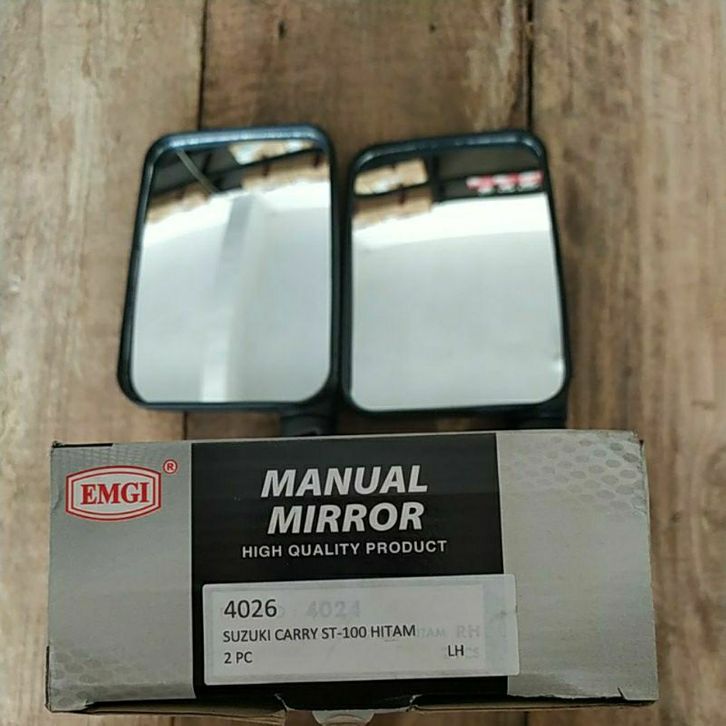 EMGI ®
MANUAL
MIRROR
HIGH QUALITY PRODUCT
4026
4024
SUZUKI CARRY ST-100 HITAM
RH
2 PC
LH